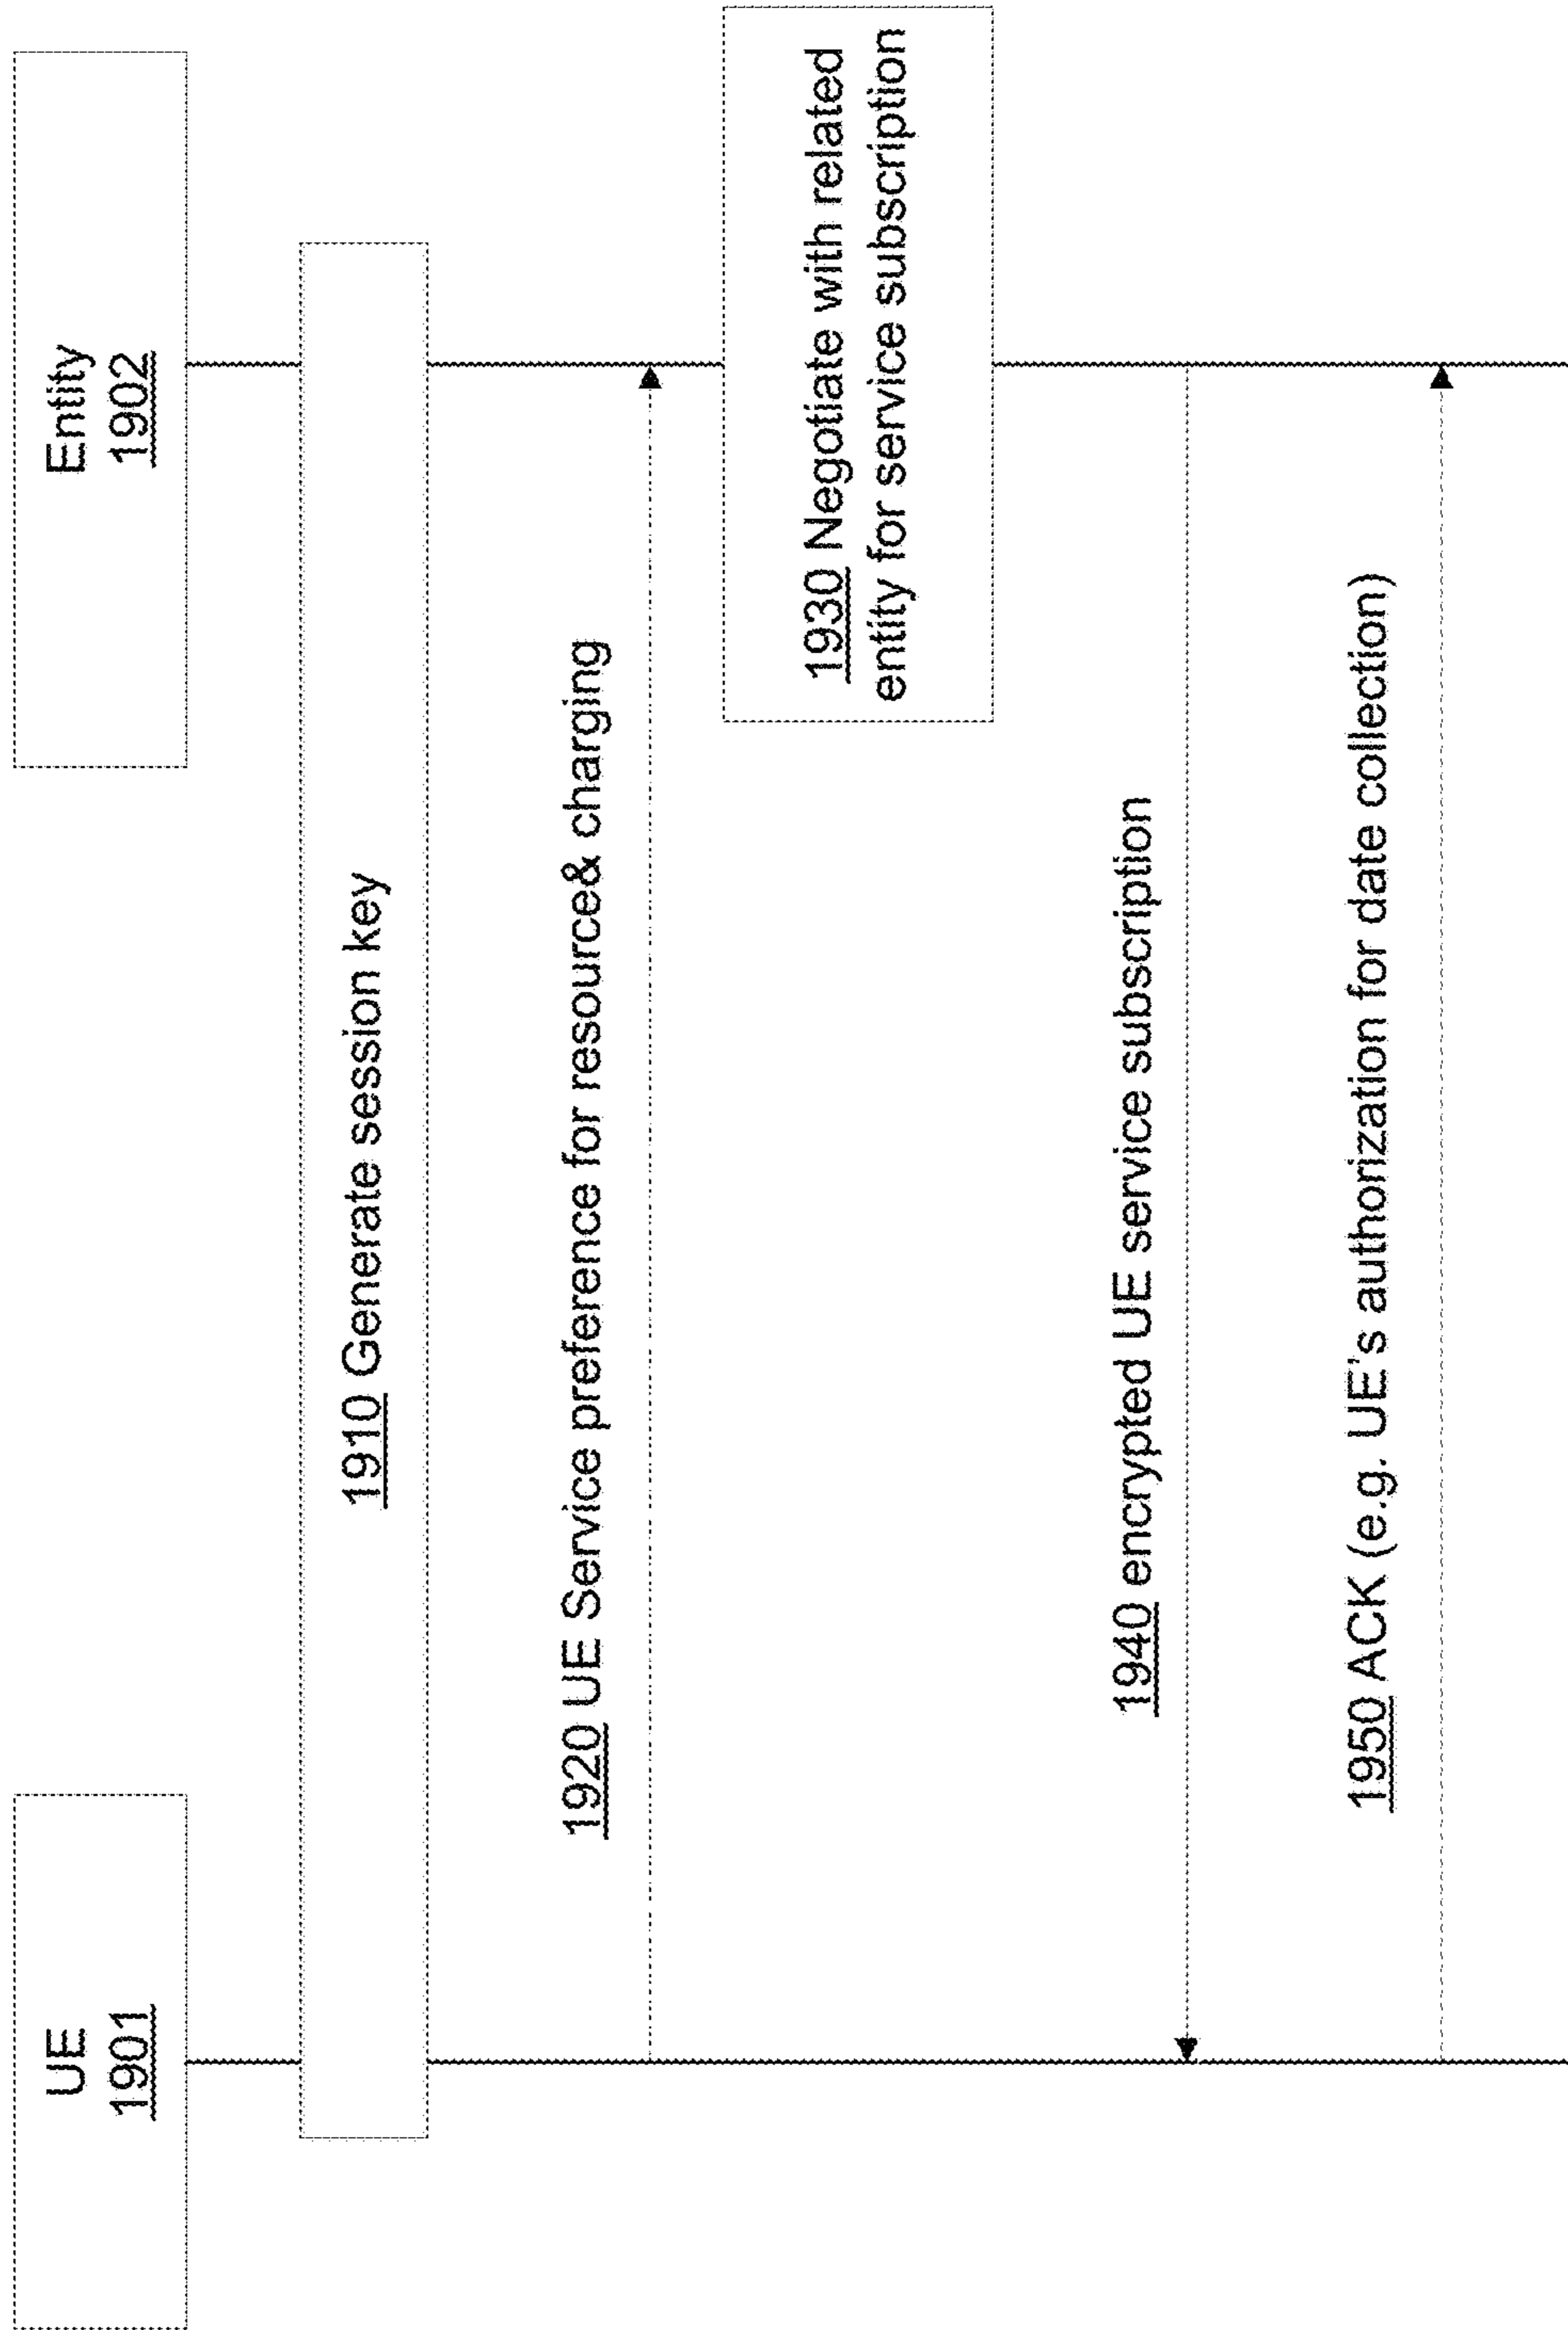 UE
1901
Entity
1902
1910 Generate session key
1920 UE Service preference for resource& charging
1930 Negotiate with related
entity for service subscription
1940 encrypted UE service subscription
1950 ACK (e.g. UE's authorization for date collection)